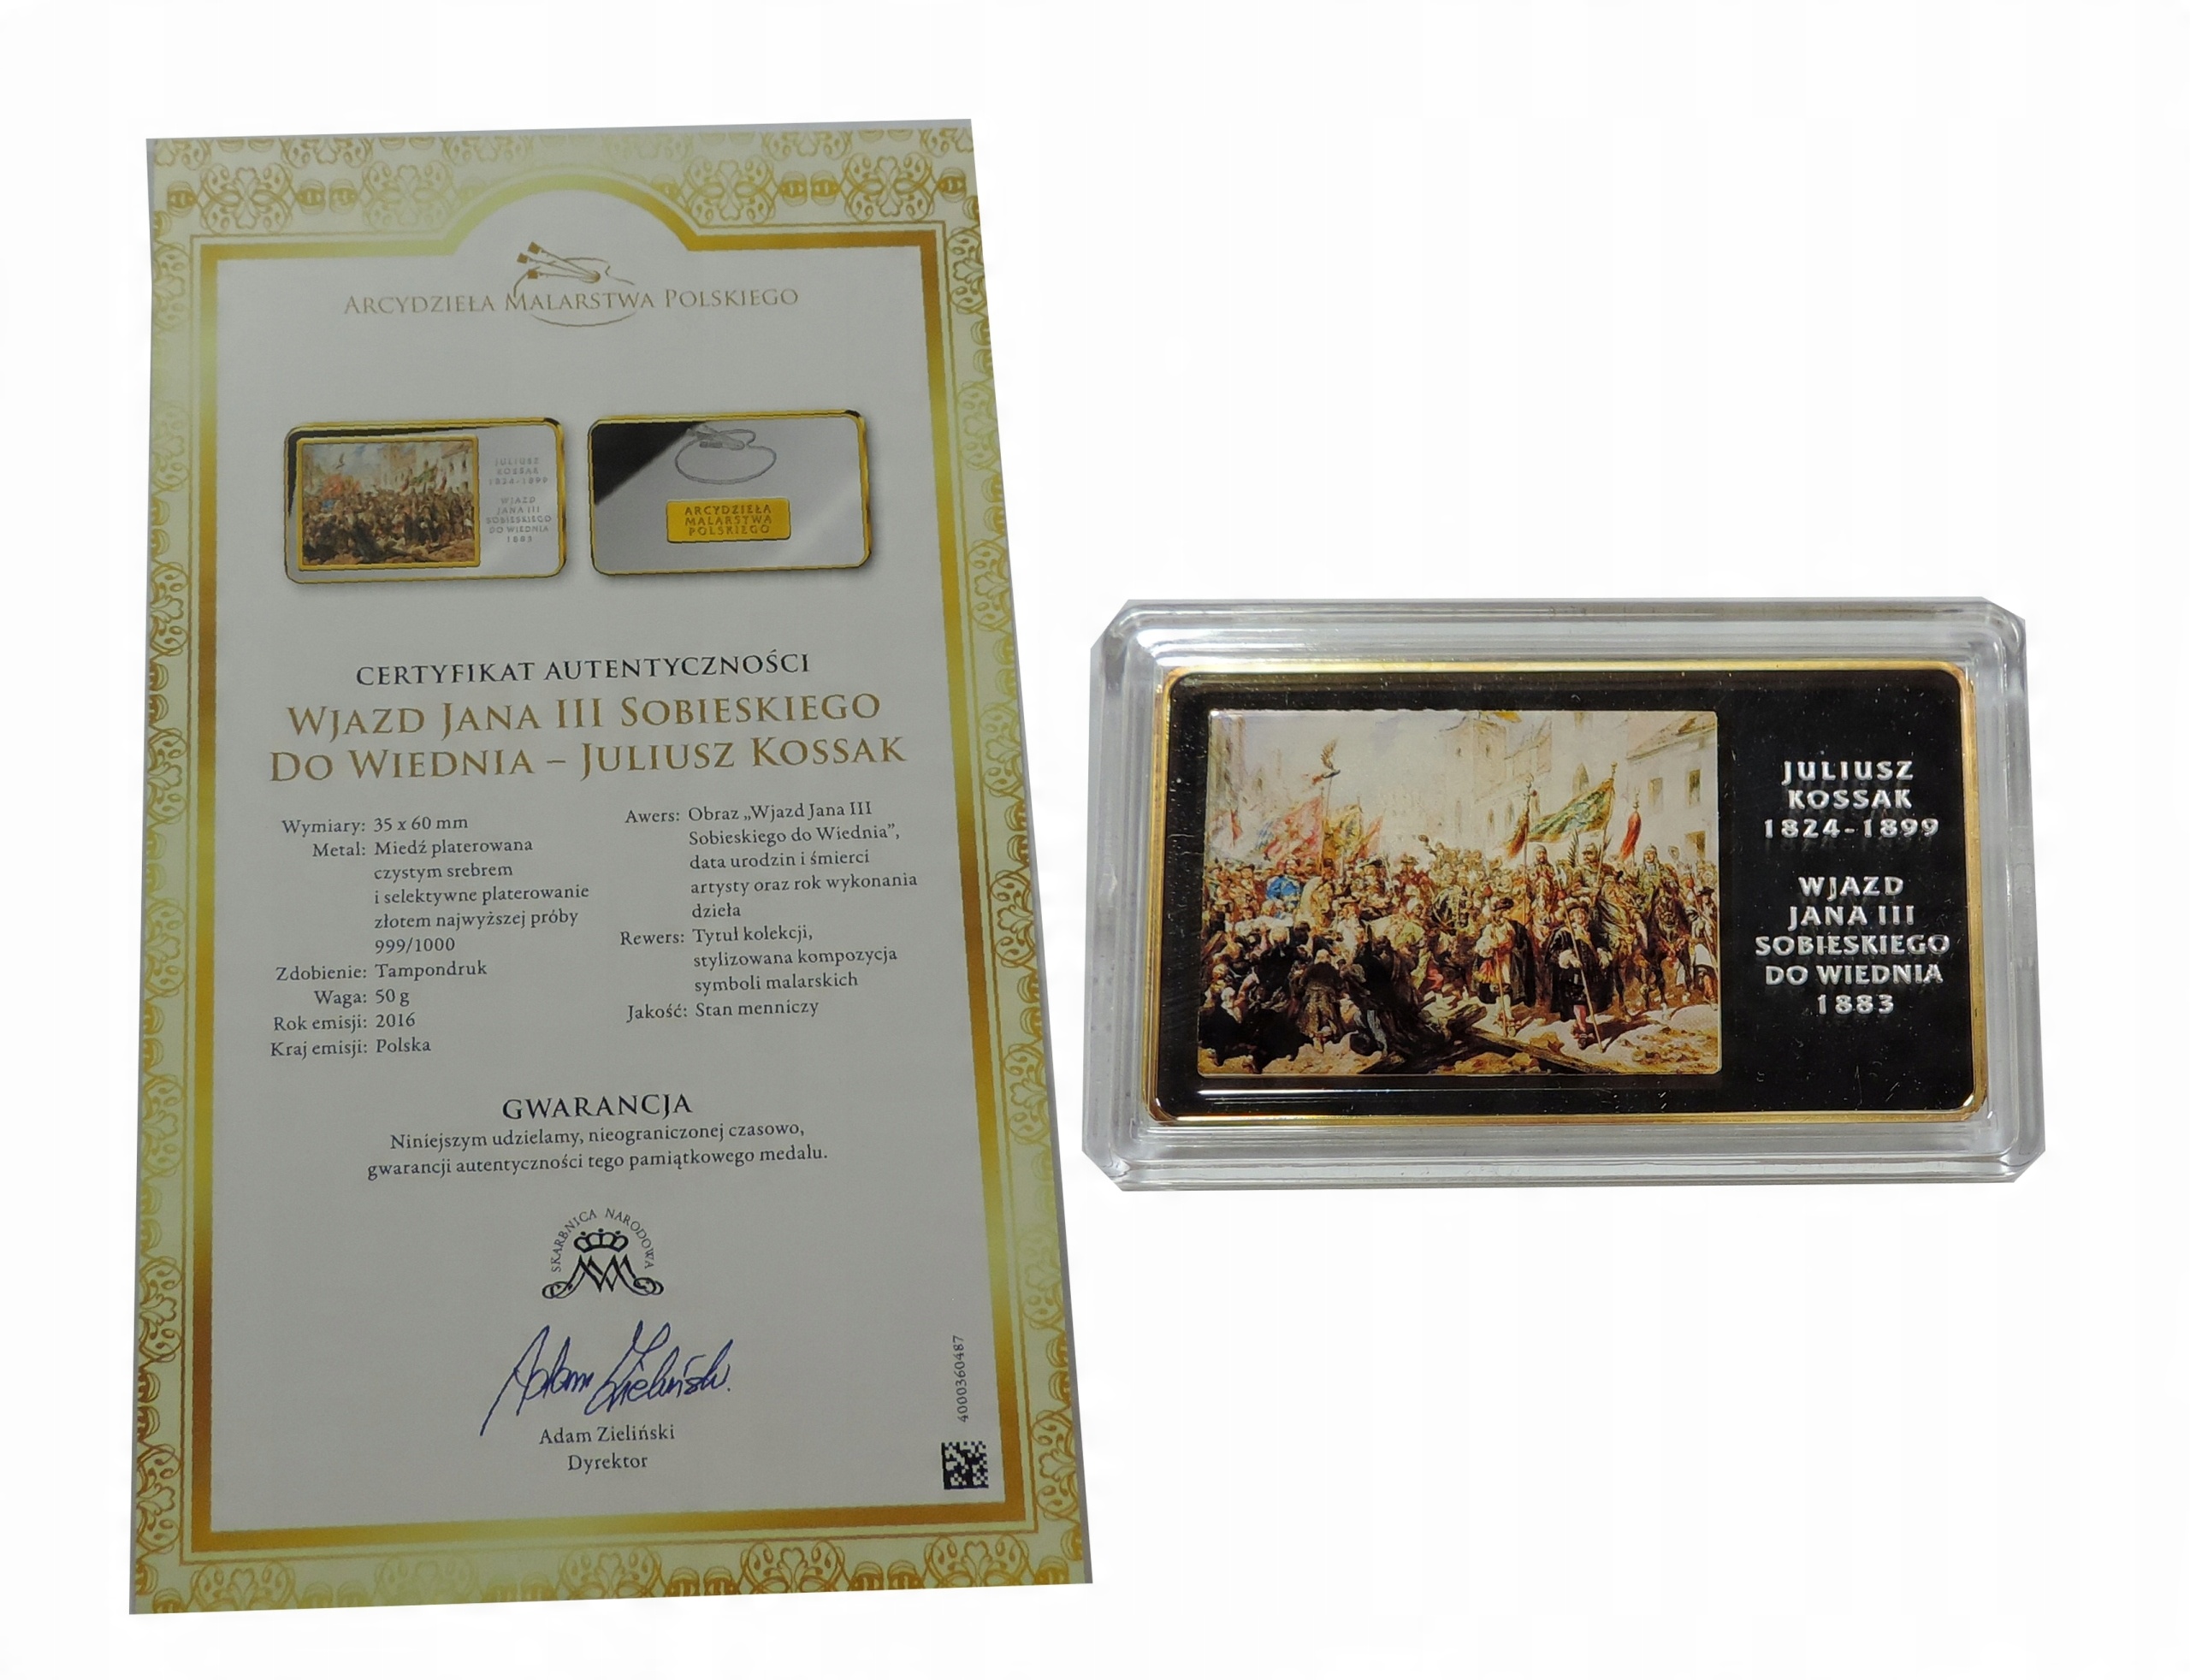 ARCYDZIEŁA MALARSTWA POLSKIEGO
JULIUSZ
KOSSAK
1824-1899
WJAZD
JANA III
SOBIESKIEGO
DO WIEDNIA
1883
ARCYDZIEŁA
MALARSTWA
POLSKIEGO
CERTYFIKAT AUTENTYCZNOŚCI
WJAZD JANA III SOBIESKIEGO
DO WIEDNIA – JULIUSZ KOSSAK
Wymiary: 35 x 60 mm
Metal: Miedź platerowana
czystym srebrem
i selektywne platerowanie
złotem najwyższej próby
999/1000
Zdobienie: Tampondruk
Waga: 50 g
Rok emisji: 2016
Kraj emisji: Polska
Awers: Obraz „Wjazd Jana III
Sobieskiego do Wiednia”,
data urodzin i śmierci
artysty oraz rok wykonania
dzieła
Rewers: Tytuł kolekcji,
stylizowana kompozycja
symboli malarskich
Jakość: Stan menniczy
GWARANCJA
Niniejszym udzielamy, nieograniczonej czasowo,
gwarancji autentyczności tego pamiątkowego medalu.
SKARBNICA NARODOWA
Adam Zieliński
Adam Zieliński
Dyrektor
4000360487
JULIUSZ
KOSSAK
1824-1899
WJAZD
JANA III
SOBIESKIEGO
DO WIEDNIA
1883